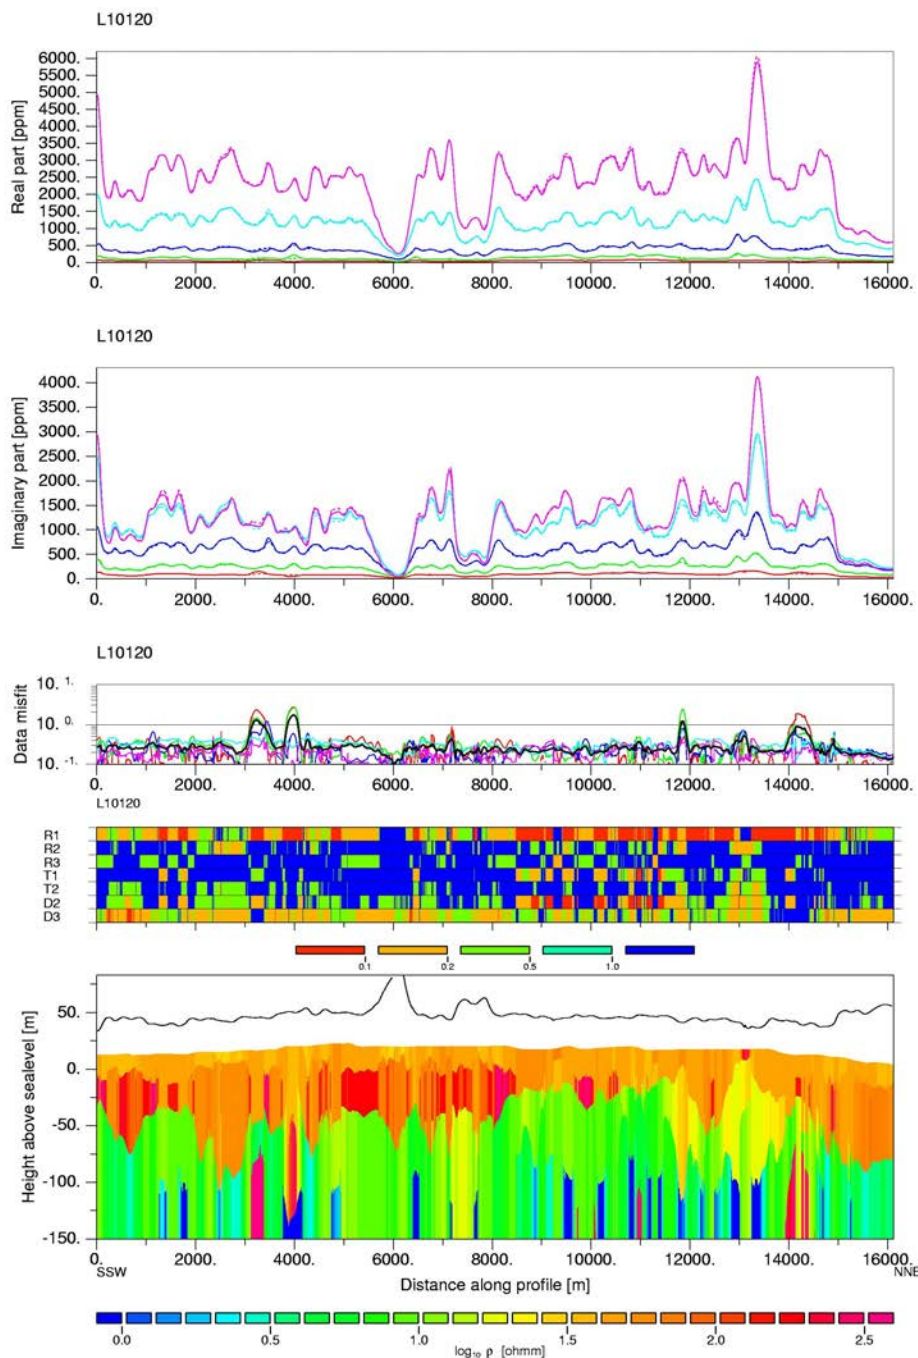 L10120
Real part [ppm]
6000.
5500.
5000.
4500.
4000.
3500.
3000.
2500.
2000.
1500.
1000.
500.
0.
0. 2000. 4000. 6000. 8000. 10000. 12000. 14000. 16000.
L10120
Imaginary part [ppm]
4000.
3500.
3000.
2500.
2000.
1500.
1000.
500.
0.
0. 2000. 4000. 6000. 8000. 10000. 12000. 14000. 16000.
L10120
Data misfit
10. 1.
10. 0.
10. -1.
0. 2000. 4000. 6000. 8000. 10000. 12000. 14000. 16000.
L10120
R1
R2
R3
T1
T2
D2
D3
0.1 0.2 0.5 1.0 1.0
Height above sealevel [m]
50.
0.
-50.
-100.
-150.
0. 2000. 4000. 6000. 8000. 10000. 12000. 14000. 16000.
SSW Distance along profile [m] NNE
0.0 0.5 1.0 1.5 2.0 2.5
log₁₀ ρ [ohmm]